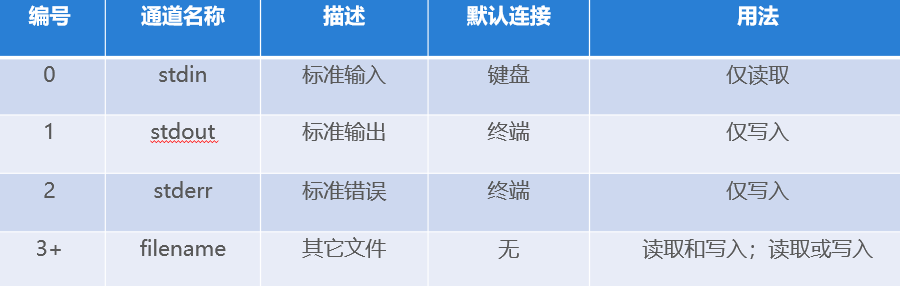 编号 通道名称 描述 默认连接 用法
0 stdin 标准输入 键盘 仅读取
1 stdout 标准输出 终端 仅写入
2 stderr 标准错误 终端 仅写入
3+ filename 其它文件 无 读取和写入；读取或写入